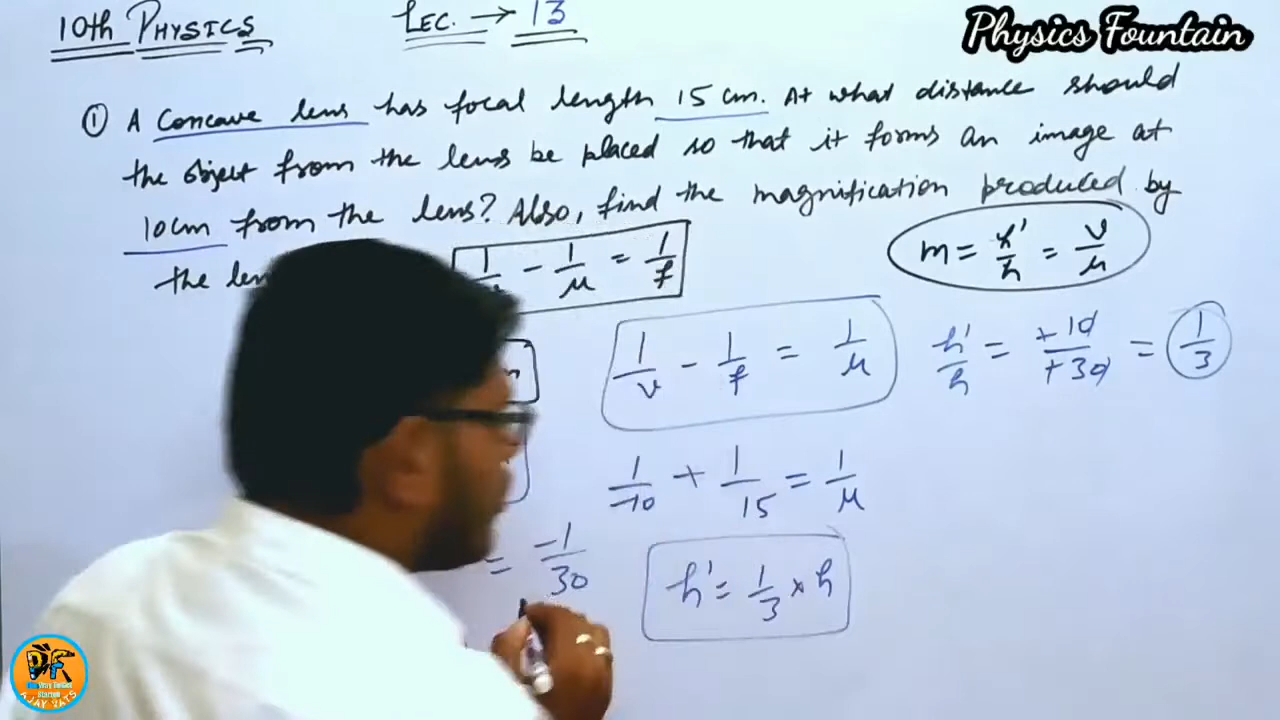 10th PHYSICS
LEC. → 13
Physics Fountain
① A Concave lens has focal length 15 cm. At what distance should
the object from the lens be placed so that it forms an image at
10cm from the lens? Also, find the magnification produced by
the
− 1/u = 1/f
m = h'/h = v/u
1/v − 1/f = 1/u
h'/h = +10/+30 = 1/3
1/-10 + 1/15 = 1/u
= -1/30
h' = 1/3 × h
AJAY VATS